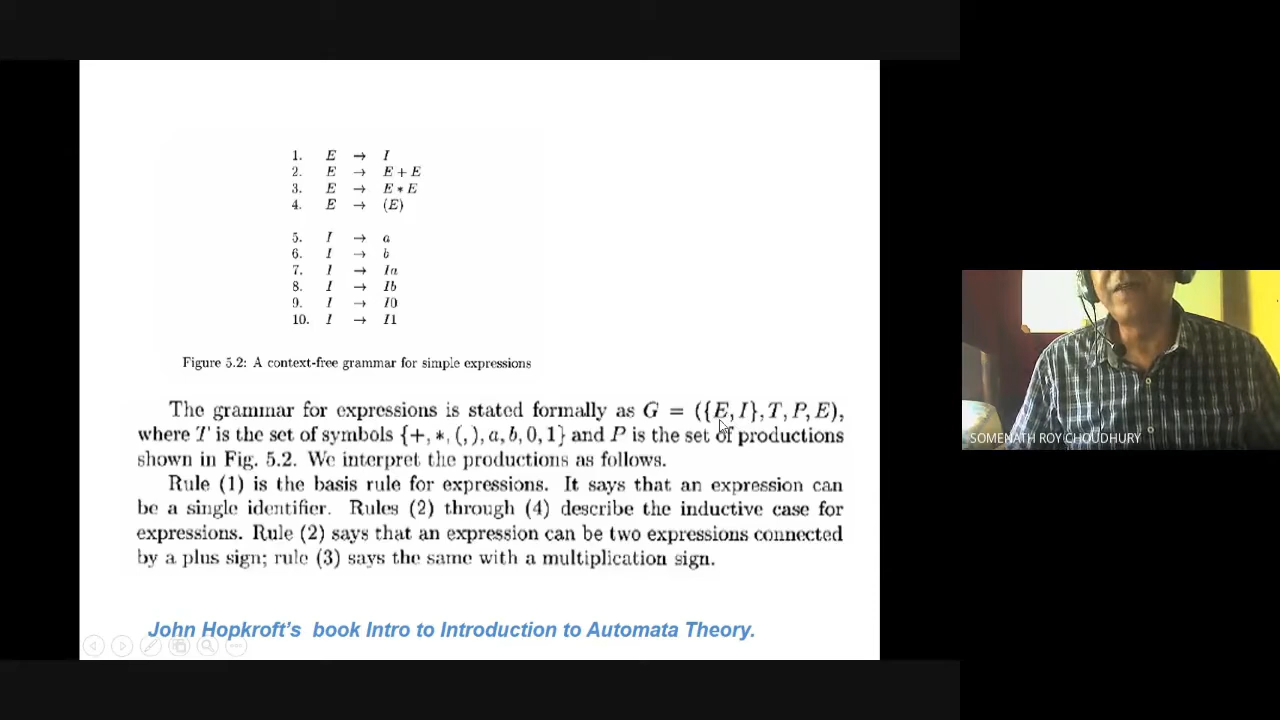 1. E → I
2. E → E + E
3. E → E * E
4. E → (E)
5. I → a
6. I → b
7. I → Ia
8. I → Ib
9. I → I0
10. I → I1
Figure 5.2: A context-free grammar for simple expressions
The grammar for expressions is stated formally as G = ({E, I}, T, P, E),
where T is the set of symbols {+, *, (, ), a, b, 0, 1} and P is the set of productions
shown in Fig. 5.2. We interpret the productions as follows.
Rule (1) is the basis rule for expressions. It says that an expression can
be a single identifier. Rules (2) through (4) describe the inductive case for
expressions. Rule (2) says that an expression can be two expressions connected
by a plus sign; rule (3) says the same with a multiplication sign.
John Hopkroft's book Intro to Introduction to Automata Theory.
SOMENATH ROY CHOUDHURY